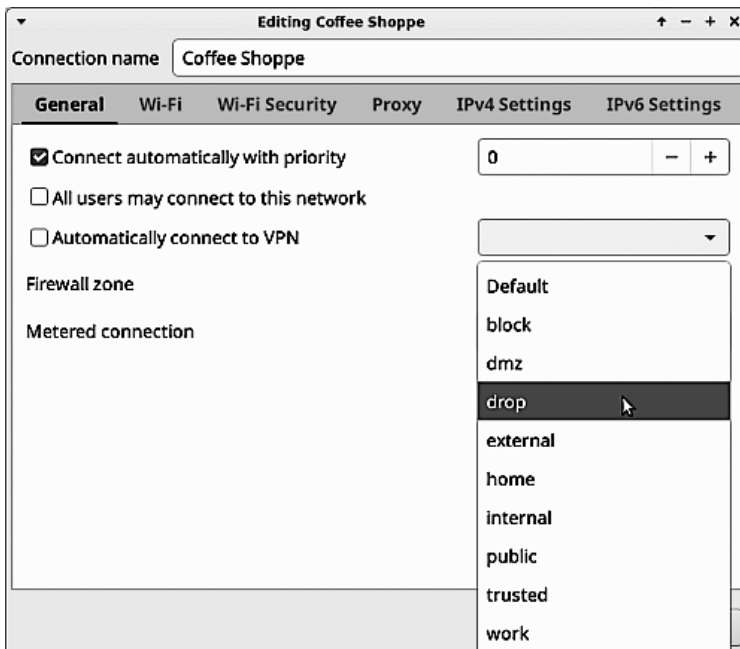 Editing Coffee Shoppe
Connection name Coffee Shoppe
General Wi-Fi Wi-Fi Security Proxy IPv4 Settings IPv6 Settings
Connect automatically with priority 0 − +
All users may connect to this network
Automatically connect to VPN
Firewall zone
Metered connection
Default
block
dmz
drop
external
home
internal
public
trusted
work